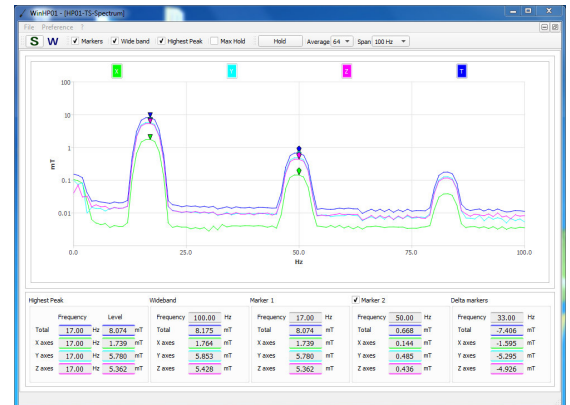 WinHP01 - [HP01-TS-Spectrum]
File Preference ?
S W Markers Wide band Highest Peak Max Hold Hold Average 64 Span 100 Hz
X Y Z T
100
10
1
0.1
0.01
mT
0.0 25.0 50.0 75.0 100.0
Hz
Highest Peak Wideband Marker 1 Marker 2 Delta markers
Frequency Level Frequency 100.00 Hz Frequency 17.00 Hz Frequency 50.00 Hz Frequency 33.00 Hz
Total 17.00 Hz 8.074 mT Total 8.175 mT Total 8.074 mT Total 0.668 mT Total -7.406 mT
X axes 17.00 Hz 1.739 mT X axes 1.764 mT X axes 1.739 mT X axes 0.144 mT X axes -1.595 mT
Y axes 17.00 Hz 5.780 mT Y axes 5.853 mT Y axes 5.780 mT Y axes 0.485 mT Y axes -5.295 mT
Z axes 17.00 Hz 5.362 mT Z axes 5.428 mT Z axes 5.362 mT Z axes 0.436 mT Z axes -4.926 mT